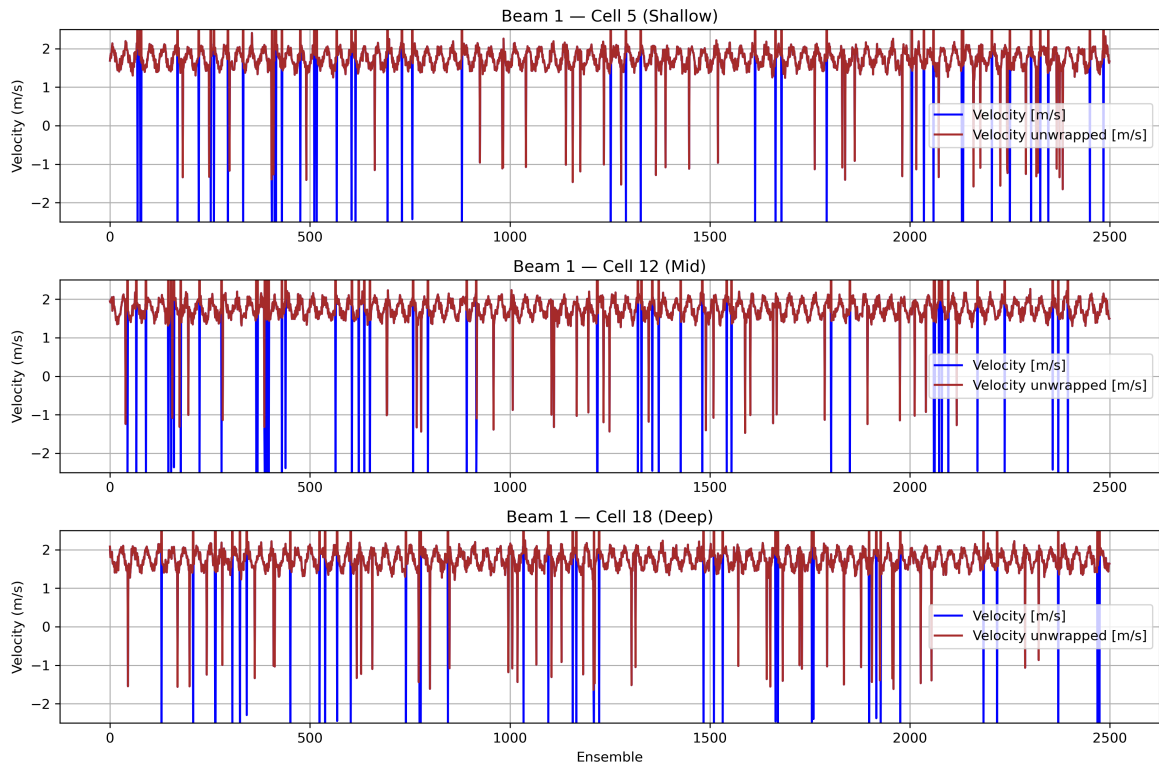 Beam 1 — Cell 5 (Shallow)
Velocity (m/s)
2
1
0
−1
−2
Velocity [m/s]
Velocity unwrapped [m/s]
0
500
1000
1500
2000
2500
Beam 1 — Cell 12 (Mid)
Velocity (m/s)
2
1
0
−1
−2
Velocity [m/s]
Velocity unwrapped [m/s]
0
500
1000
1500
2000
2500
Beam 1 — Cell 18 (Deep)
Velocity (m/s)
2
1
0
−1
−2
Velocity [m/s]
Velocity unwrapped [m/s]
0
500
1000
1500
2000
2500
Ensemble